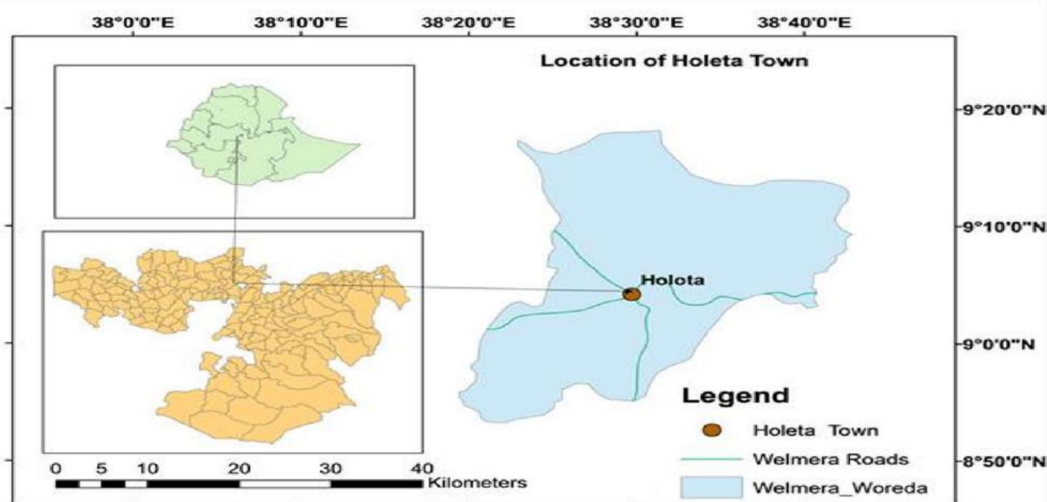 38°0'0"E 38°10'0"E 38°20'0"E 38°30'0"E 38°40'0"E
Location of Holeta Town
9°20'0"N
9°10'0"N
Holota
9°0'0"N
Legend
Holeta Town
Welmera Roads
8°50'0"N
Welmera_Woreda
0 5 10 20 30 40
Kilometers